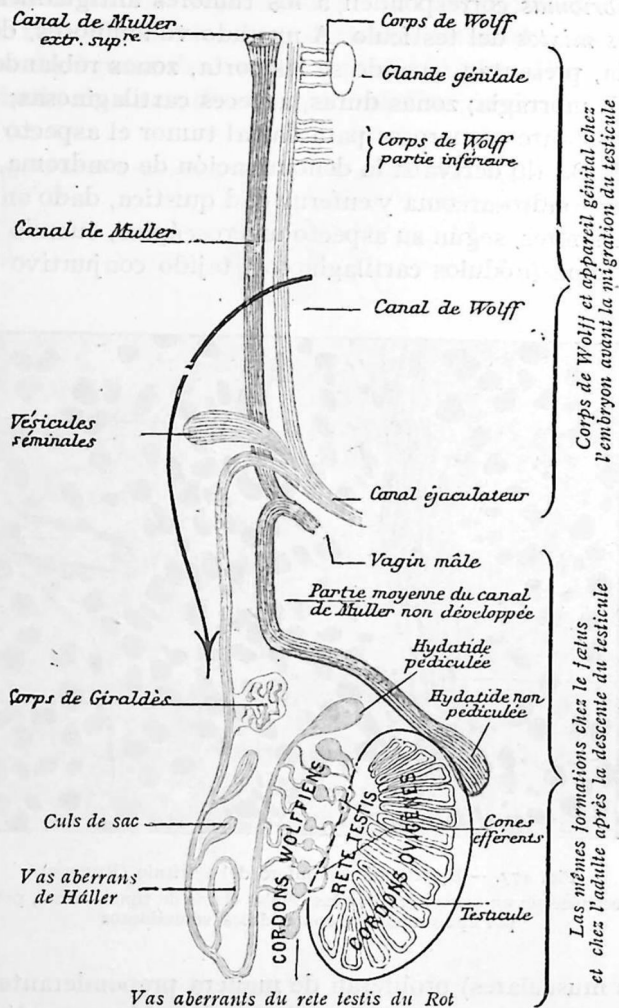 Canal de Muller
extr. sup.re
Corps de Wolff
Glande génitale
Corps de Wolff
partie inférieure
Canal de Muller
Canal de Wolff
Corps de Wolff et appareil génital chez
l'embryon avant la migration du testicule
Vésicules
séminales
Canal éjaculateur
Vagin mâle
Partie moyenne du canal
de Muller non développée
Hydatide
pédiculée
Hydatide non
pédiculée
Corps de Giraldès
Culs de sac
Vas aberrans
de Háller
CORDONS WOLFFIENS
RETE TESTIS
CORDONS OVIGÈNES
Cones
efférents
Testicule
Las mêmes formations chez le fœtus
et chez l'adulte après la descente du testicule
Vas aberrants du rete testis du Rot